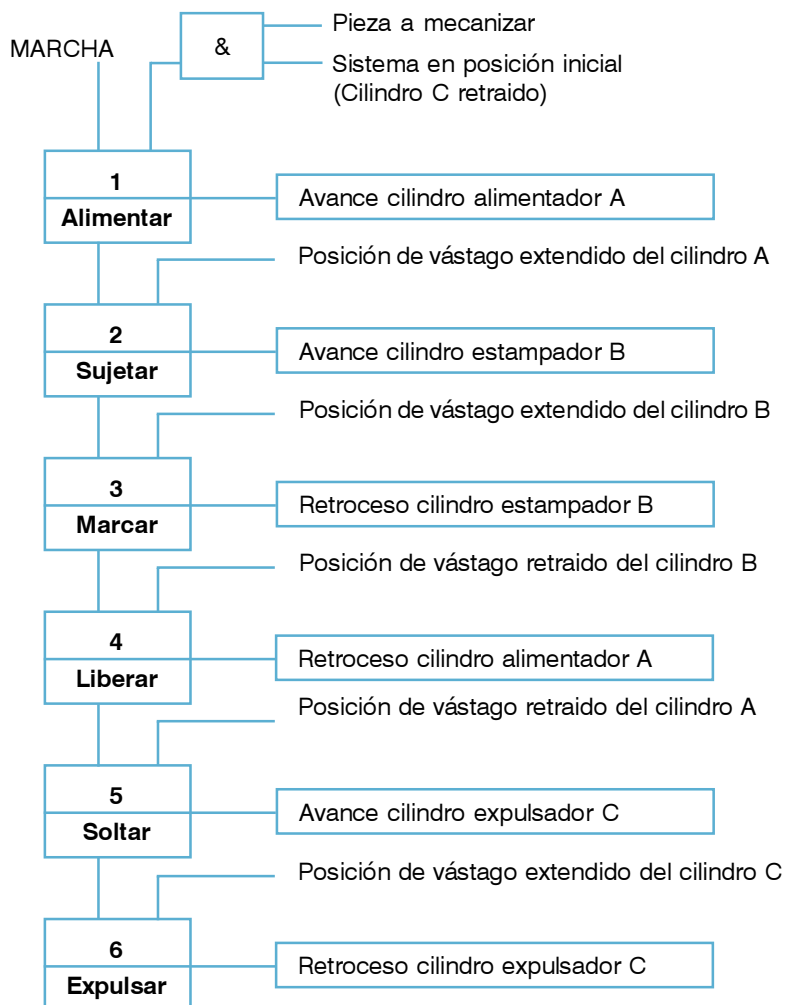 MARCHA
&
Pieza a mecanizar
Sistema en posición inicial
(Cilindro C retraido)
1
Alimentar
Avance cilindro alimentador A
Posición de vástago extendido del cilindro A
2
Sujetar
Avance cilindro estampador B
Posición de vástago extendido del cilindro B
3
Marcar
Retroceso cilindro estampador B
Posición de vástago retraido del cilindro B
4
Liberar
Retroceso cilindro alimentador A
Posición de vástago retraido del cilindro A
5
Soltar
Avance cilindro expulsador C
Posición de vástago extendido del cilindro C
6
Expulsar
Retroceso cilindro expulsador C